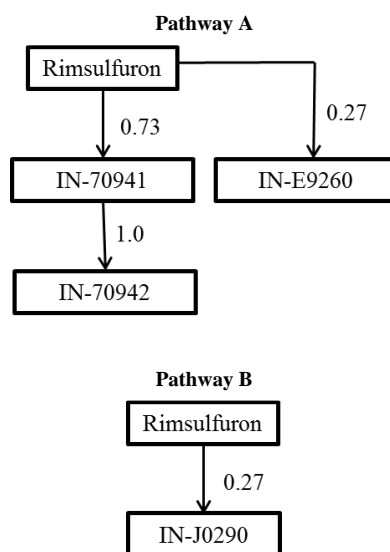 Pathway A
Rimsulfuron
0.73
0.27
IN-70941
IN-E9260
1.0
IN-70942
Pathway B
Rimsulfuron
0.27
IN-J0290